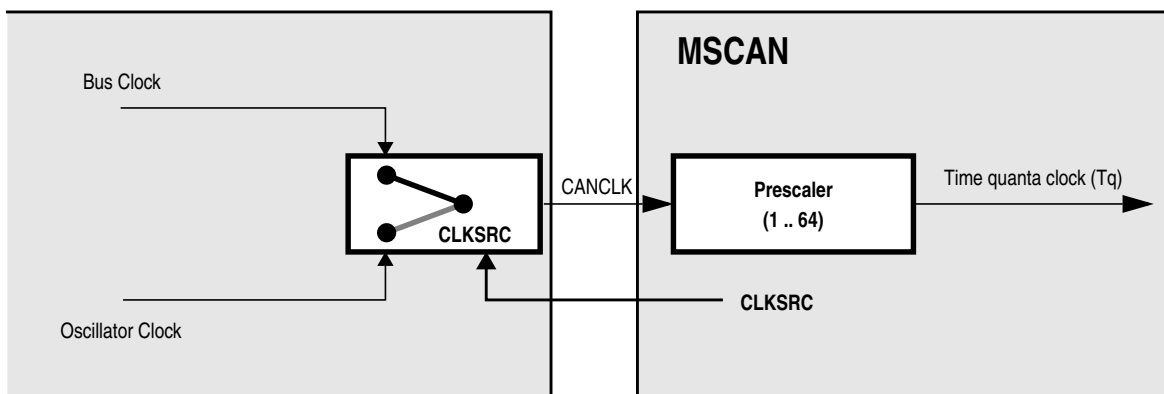 MSCAN
Bus Clock
CANCLK
Prescaler
(1 .. 64)
Time quanta clock (Tq)
CLKSRC
CLKSRC
Oscillator Clock